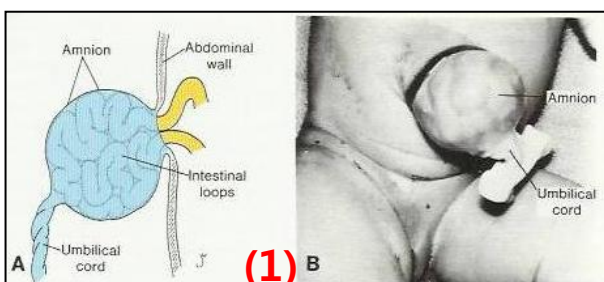 Amnion
Abdominal
wall
Intestinal
loops
Umbilical
cord
A
(1)
B
Amnion
Umbilical
cord